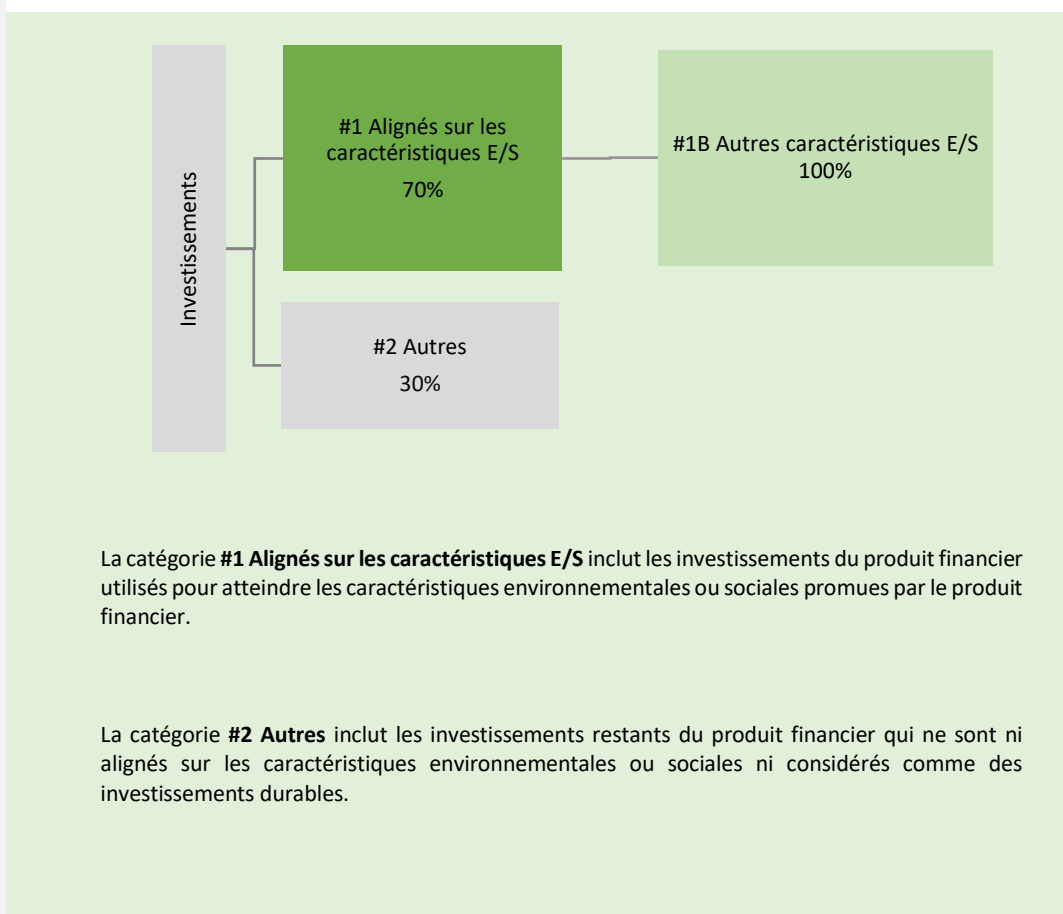 Investissements
#1 Alignés sur les
caractéristiques E/S
70%
#1B Autres caractéristiques E/S
100%
#2 Autres
30%
La catégorie #1 Alignés sur les caractéristiques E/S inclut les investissements du produit financier
utilisés pour atteindre les caractéristiques environnementales ou sociales promues par le produit
financier.
La catégorie #2 Autres inclut les investissements restants du produit financier qui ne sont ni
alignés sur les caractéristiques environnementales ou sociales ni considérés comme des
investissements durables.